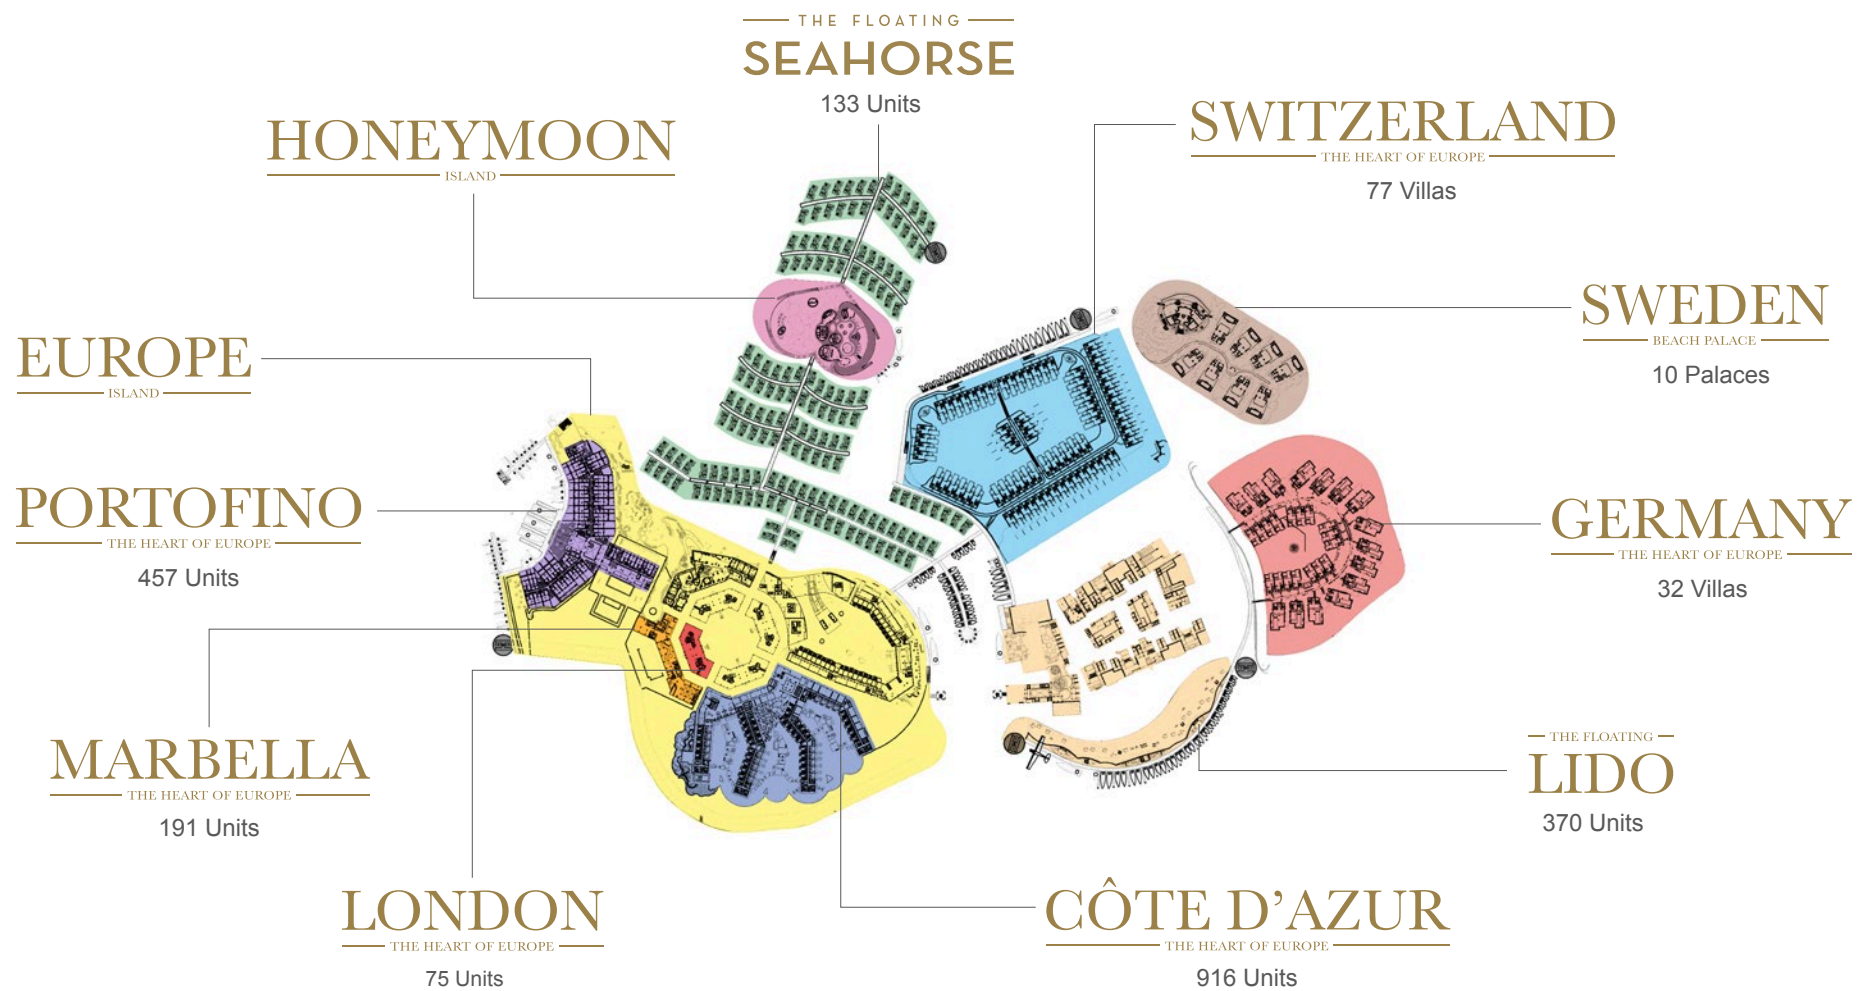 THE FLOATING
SEAHORSE
133 Units
HONEYMOON
ISLAND
SWITZERLAND
THE HEART OF EUROPE
77 Villas
EUROPE
ISLAND
SWEDEN
BEACH PALACE
10 Palaces
PORTOFINO
THE HEART OF EUROPE
457 Units
GERMANY
THE HEART OF EUROPE
32 Villas
MARBELLA
THE HEART OF EUROPE
191 Units
THE FLOATING
LIDO
370 Units
LONDON
THE HEART OF EUROPE
75 Units
CÔTE D’AZUR
THE HEART OF EUROPE
916 Units